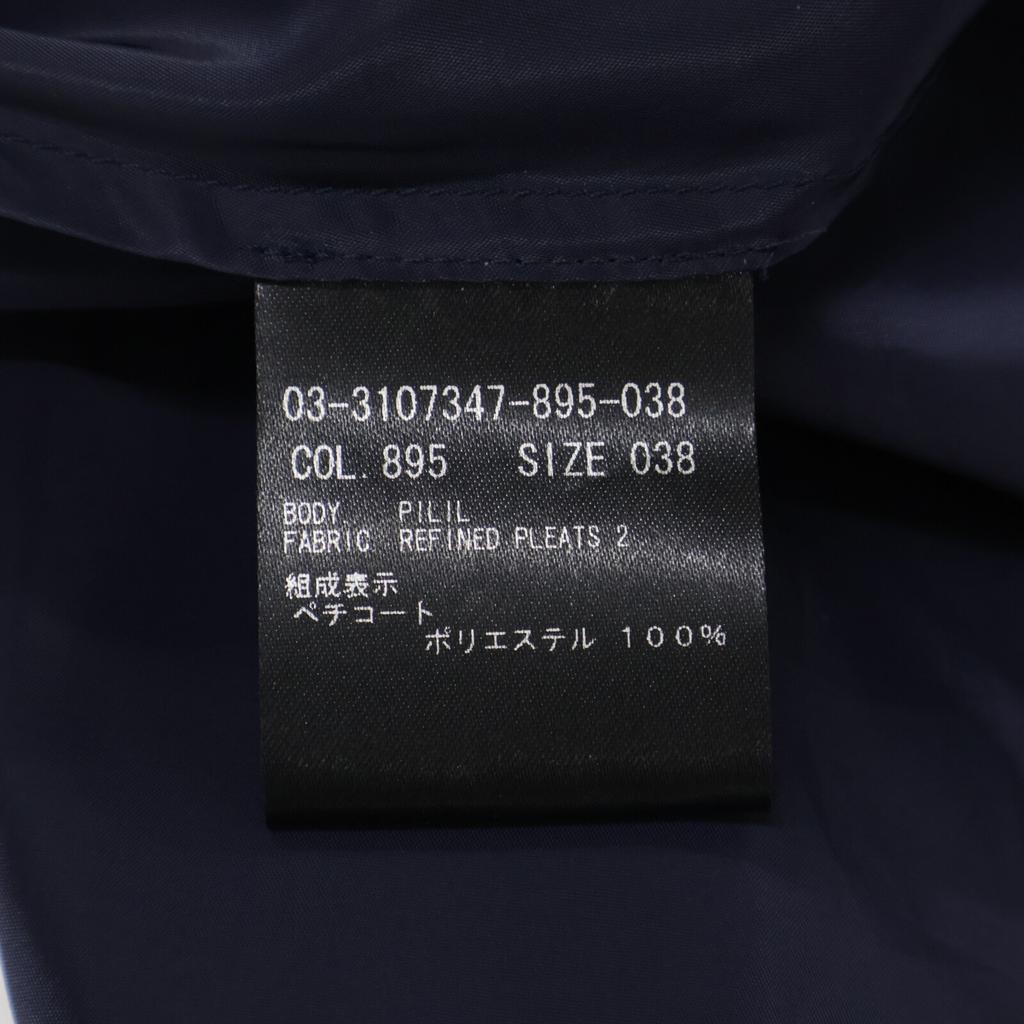 03-3107347-895-038
COL. 895 SIZE 038
BODY PILIL
FABRIC REFINED PLEATS 2
組成表示
ペチコート
ポリエステル 100%